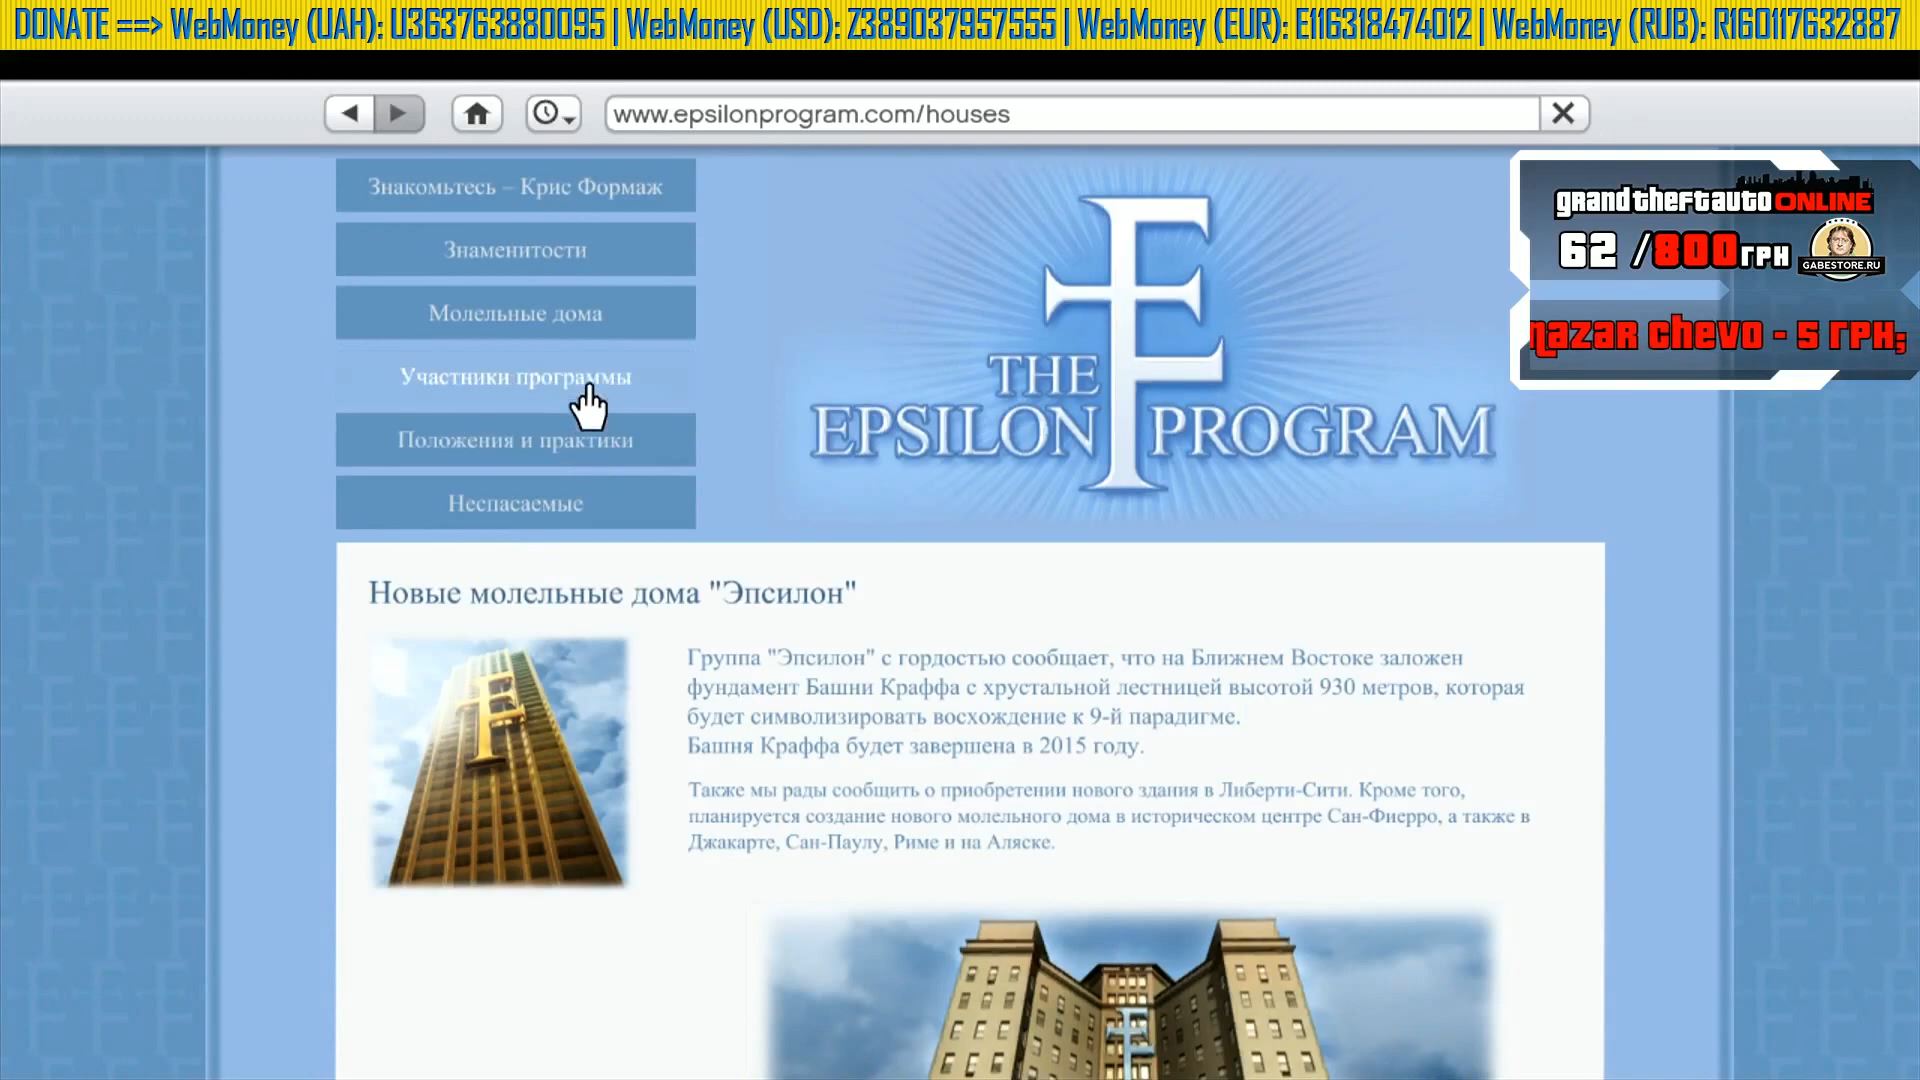 DONATE ==> WebMoney (UAH): U363763880095 | WebMoney (USD): Z389037957555 | WebMoney (EUR): E116318474012 | WebMoney (RUB): R160117632887
www.epsilonprogram.com/houses
Знакомьтесь – Крис Формаж
Знаменитости
Молельные дома
Участники программы
Положения и практики
Неспасаемые
THE
EPSILON PROGRAM
grand theft auto ONLINE
62 /800грн
GABESTORE.RU
nazar chevo - 5 грн;
Новые молельные дома "Эпсилон"
Группа "Эпсилон" с гордостью сообщает, что на Ближнем Востоке заложен
фундамент Башни Краффа с хрустальной лестницей высотой 930 метров, которая
будет символизировать восхождение к 9-й парадигме.
Башня Краффа будет завершена в 2015 году.
Также мы рады сообщить о приобретении нового здания в Либерти-Сити. Кроме того,
планируется создание нового молельного дома в историческом центре Сан-Фиерро, а также в
Джакарте, Сан-Паулу, Риме и на Аляске.